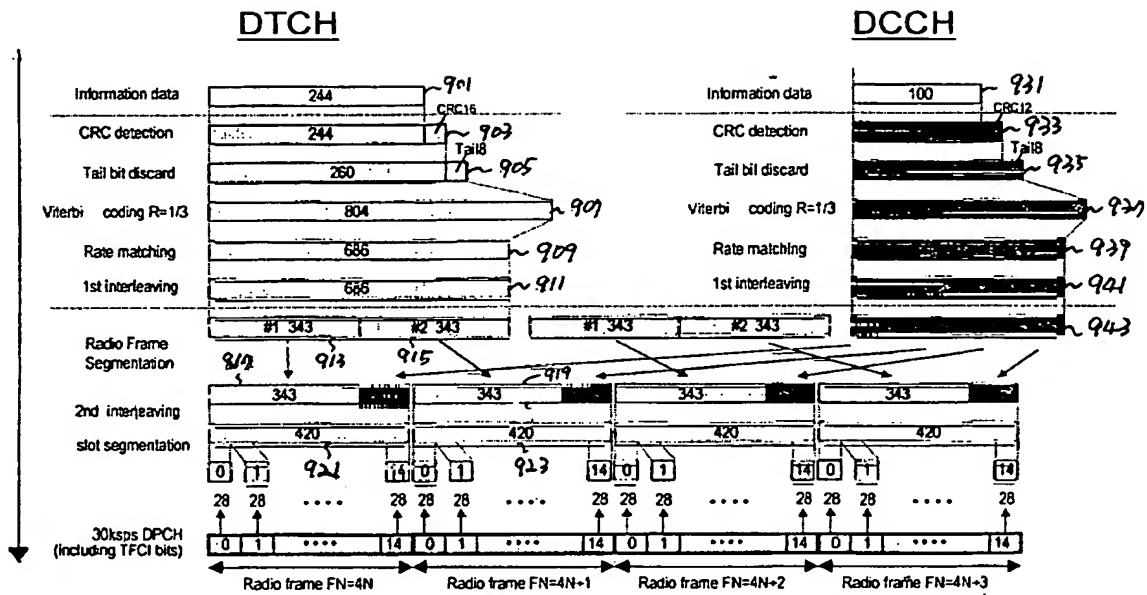 DTCH DCCH
Information data 244 901 Information data 100 931
CRC16 CRC12
CRC detection 244 903 CRC detection 933
Tail8 Tail8
Tail bit discard 260 905 Tail bit discard 935
Viterbi coding R=1/3 804 907 Viterbi coding R=1/3 937
Rate matching 686 909 Rate matching 939
1st interleaving 686 911 1st interleaving 941
#1 343 #2 343 #1 343 #2 343 943
Radio Frame 913 915
Segmentation
919
343 343 343 343
2nd interleaving
420 420 420 420
slot segmentation
921 923
0 1 14 0 1 14 0 1 14 0 1 14
28 28 •••• 28 28 28 •••• 28 28 28 •••• 28 28 28 •••• 28
30ksps DPCH
(including TFCI bits)
0 1 •••• 14 0 1 •••• 14 0 1 •••• 14 0 1 •••• 14
Radio frame FN=4N Radio frame FN=4N+1 Radio frame FN=4N+2 Radio frame FN=4N+3